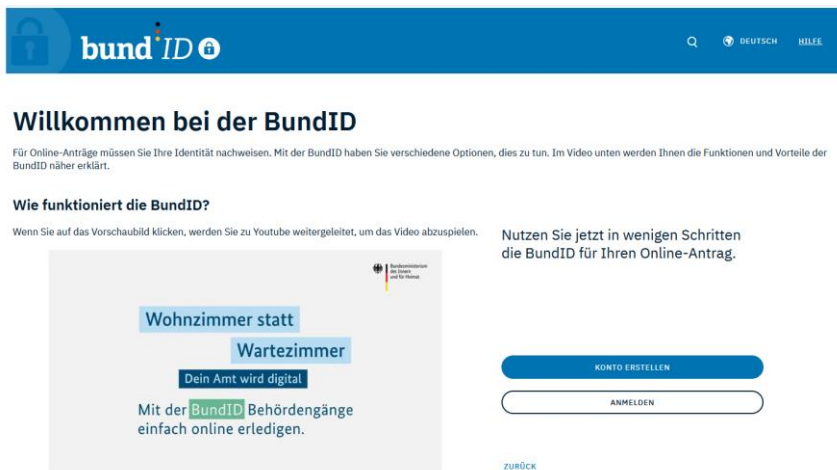 bund ID
DEUTSCH
HILFE
Willkommen bei der BundID
Für Online-Anträge müssen Sie Ihre Identität nachweisen. Mit der BundID haben Sie verschiedene Optionen, dies zu tun. Im Video unten werden Ihnen die Funktionen und Vorteile der
BundID näher erklärt.
Wie funktioniert die BundID?
Wenn Sie auf das Vorschaubild klicken, werden Sie zu Youtube weitergeleitet, um das Video abzuspielen.
Bundesministerium
des Innern
und für Heimat
Wohnzimmer statt
Wartezimmer
Dein Amt wird digital
Mit der BundID Behördengänge
einfach online erledigen.
Nutzen Sie jetzt in wenigen Schritten
die BundID für Ihren Online-Antrag.
KONTO ERSTELLEN
ANMELDEN
ZURÜCK